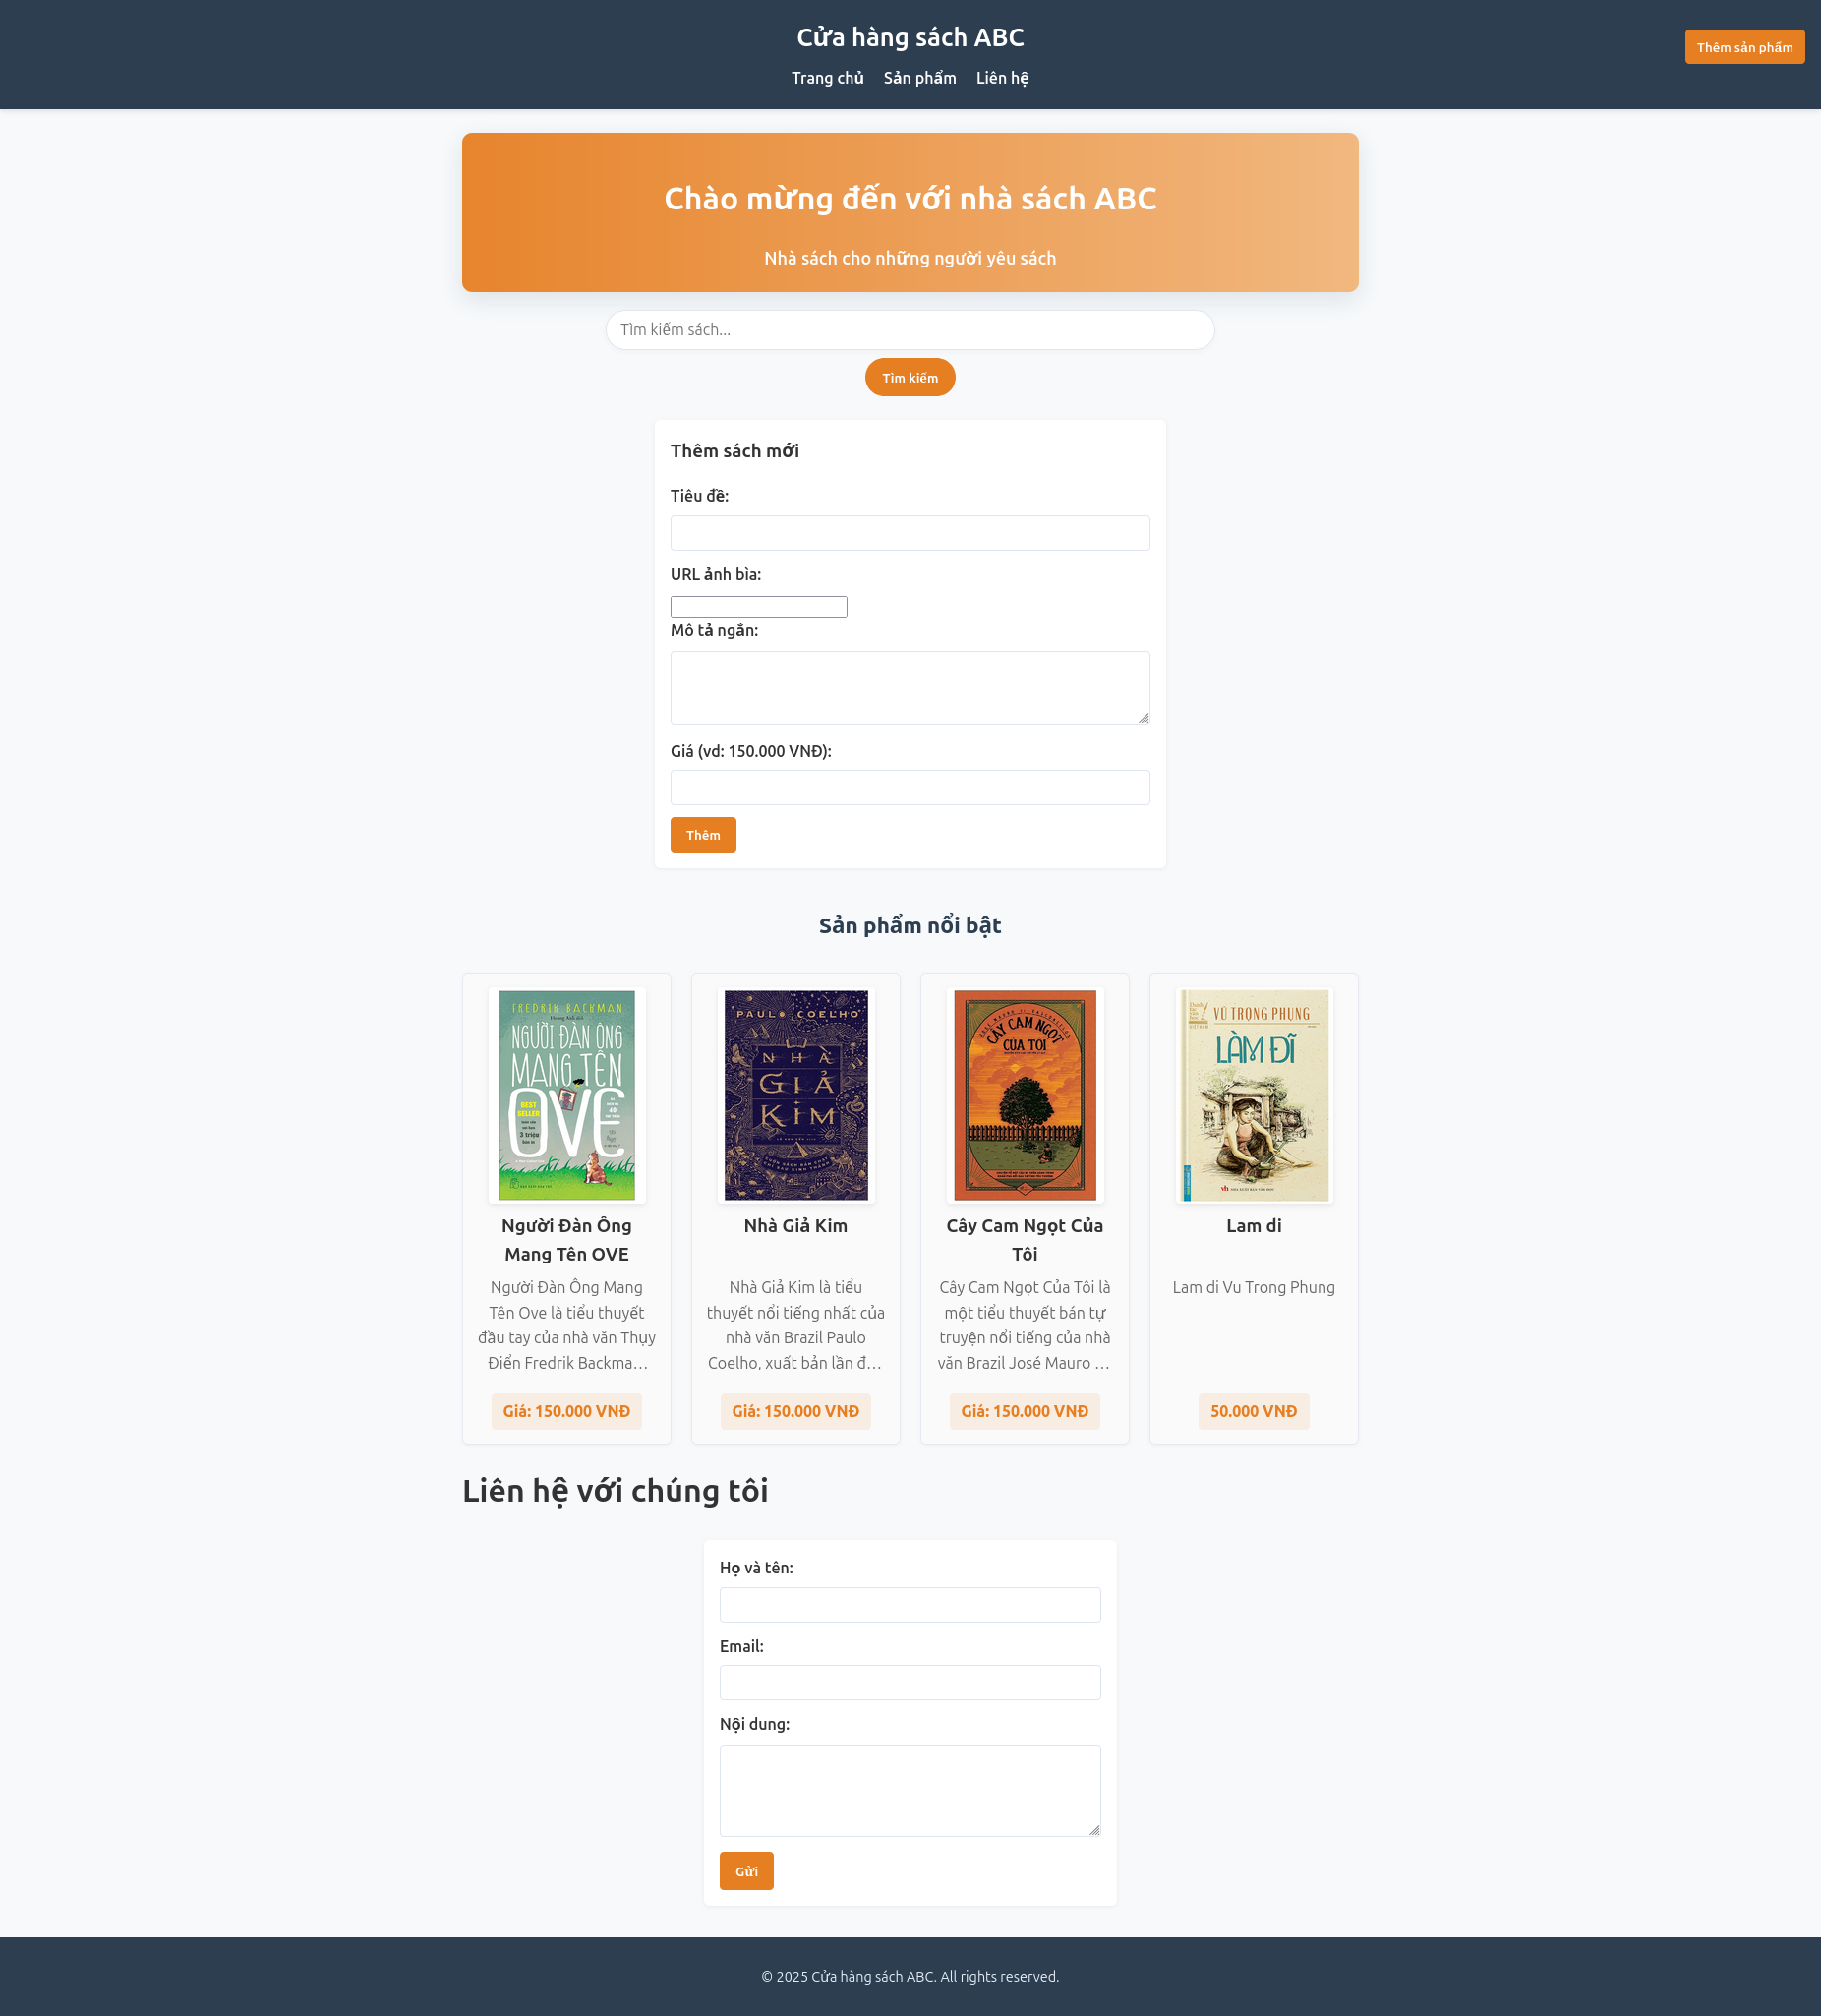 Cửa hàng sách ABC
Thêm sản phẩm
Trang chủ Sản phẩm Liên hệ
Chào mừng đến với nhà sách ABC
Nhà sách cho những người yêu sách
Tìm kiếm sách...
Tìm kiếm
Thêm sách mới
Tiêu đề:
URL ảnh bìa:
Mô tả ngắn:
Giá (vd: 150.000 VNĐ):
Thêm
Sản phẩm nổi bật
FREDRIK BACKMAN
NGƯỜI ĐÀN ÔNG
MANG TÊN
OVE
BEST
SELLER
3 triệu
Người Đàn Ông
Mang Tên OVE
Người Đàn Ông Mang
Tên Ove là tiểu thuyết
đầu tay của nhà văn Thụy
Điển Fredrik Backma...
Giá: 150.000 VNĐ
PAULO COELHO
NHÀ
GIẢ
KIM
Nhà Giả Kim
Nhà Giả Kim là tiểu
thuyết nổi tiếng nhất của
nhà văn Brazil Paulo
Coelho, xuất bản lần đ...
Giá: 150.000 VNĐ
CÂY CAM NGỌT
CỦA TÔI
Cây Cam Ngọt Của
Tôi
Cây Cam Ngọt Của Tôi là
một tiểu thuyết bán tự
truyện nổi tiếng của nhà
văn Brazil José Mauro ...
Giá: 150.000 VNĐ
VŨ TRỌNG PHỤNG
LÀM ĐĨ
Lam di
Lam di Vu Trong Phung
50.000 VNĐ
Liên hệ với chúng tôi
Họ và tên:
Email:
Nội dung:
Gửi
© 2025 Cửa hàng sách ABC. All rights reserved.